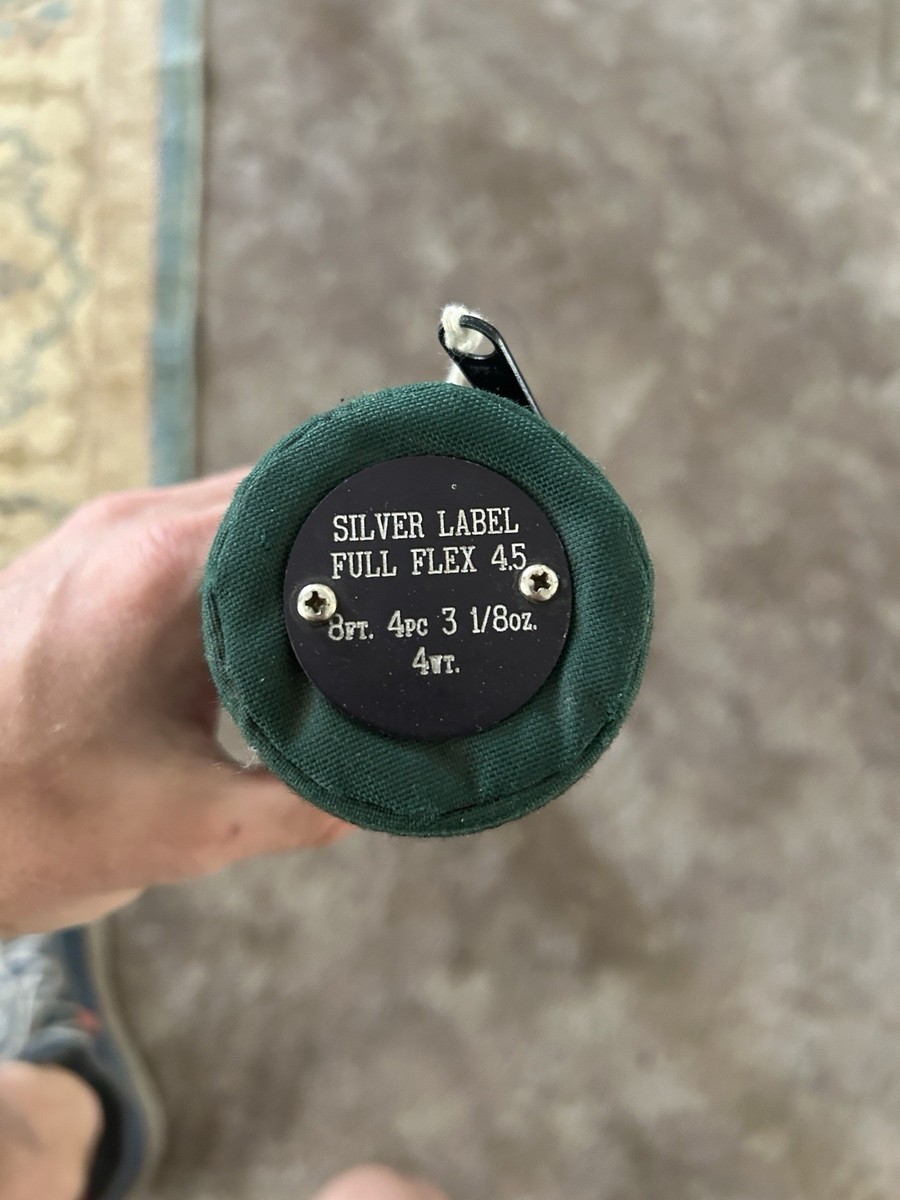 SILVER LABEL
FULL FLEX 4.5
8FT. 4PC 3 1/8OZ.
4WT.